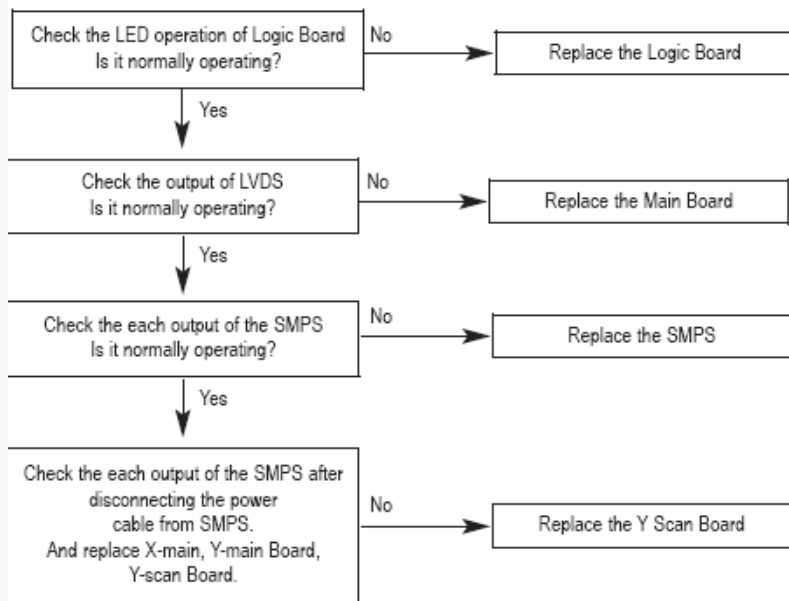 Check the LED operation of Logic Board
Is it normally operating?
No
Replace the Logic Board
Yes
Check the output of LVDS
Is it normally operating?
No
Replace the Main Board
Yes
Check the each output of the SMPS
Is it normally operating?
No
Replace the SMPS
Yes
Check the each output of the SMPS after
disconnecting the power
cable from SMPS.
And replace X-main, Y-main Board,
Y-scan Board.
No
Replace the Y Scan Board